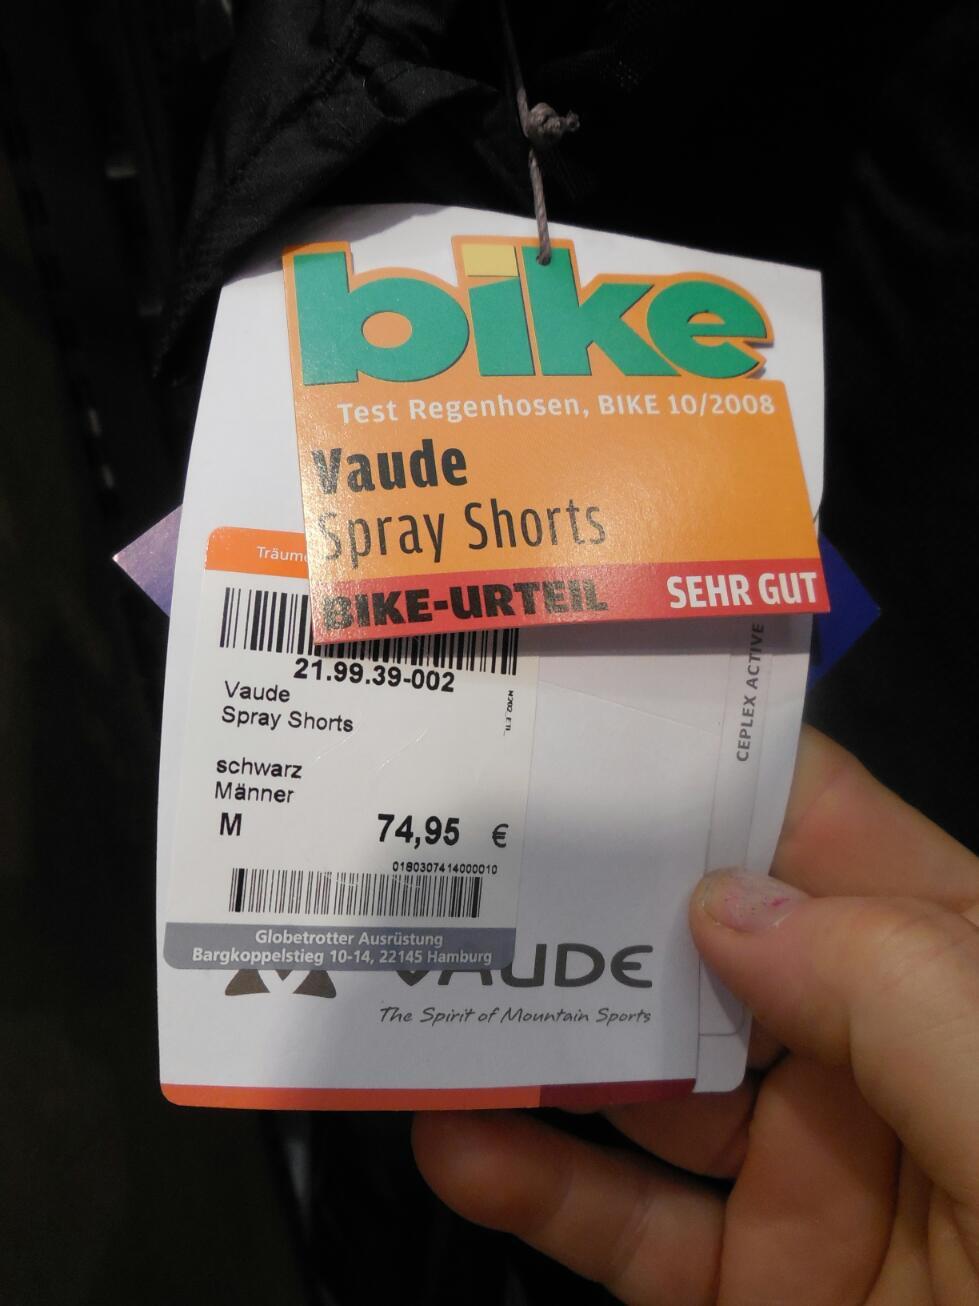 bike
Test Regenhosen, BIKE 10/2008
Vaude
Spray Shorts
BIKE-URTEIL SEHR GUT
21.99.39-002
Vaude
Spray Shorts
schwarz
Männer
M 74,95 €
0180307414000010
Globetrotter Ausrüstung
Bargkoppelstieg 10-14, 22145 Hamburg
VAUDE
The Spirit of Mountain Sports
CEPLEX ACTIVE